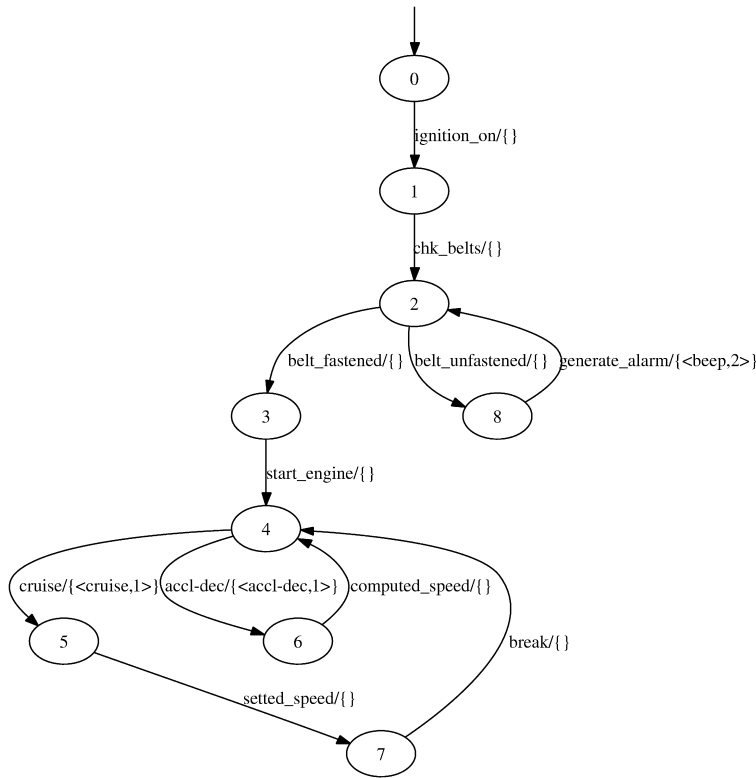 0
ignition_on/{}
1
chk_belts/{}
2
belt_fastened/{}
belt_unfastened/{}
generate_alarm/{<beep,2>}
3
8
start_engine/{}
4
cruise/{<cruise,1>}
accl-dec/{<accl-dec,1>}
computed_speed/{}
5
6
break/{}
setted_speed/{}
7